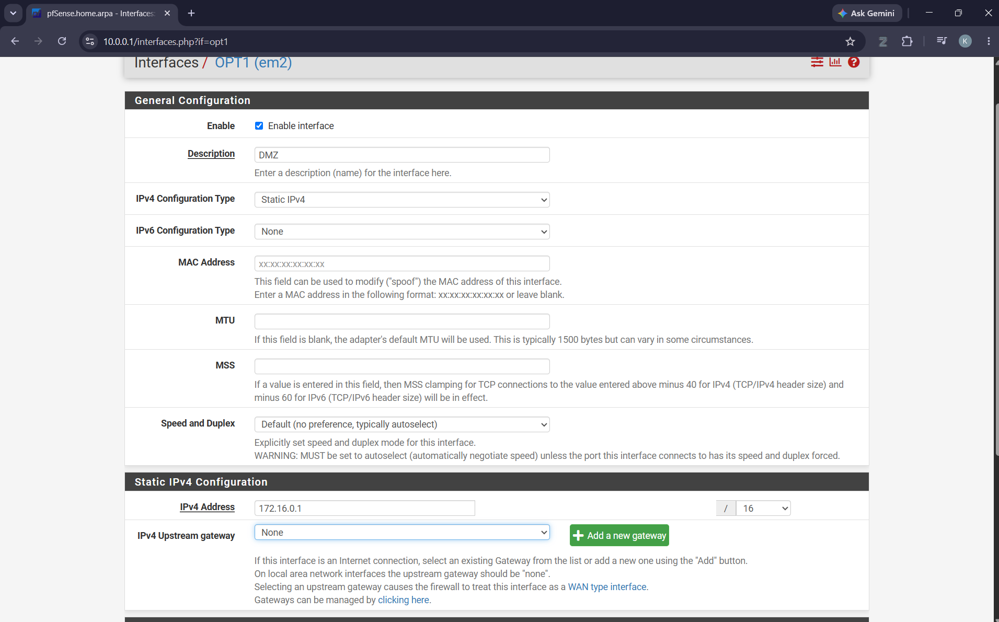 pfSense.home.arpa - Interfaces:
Ask Gemini
10.0.0.1/interfaces.php?if=opt1
K
Interfaces / OPT1 (em2)
General Configuration
Enable
Enable interface
Description
DMZ
Enter a description (name) for the interface here.
IPv4 Configuration Type
Static IPv4
IPv6 Configuration Type
None
MAC Address
xx:xx:xx:xx:xx:xx
This field can be used to modify ("spoof") the MAC address of this interface.
Enter a MAC address in the following format: xx:xx:xx:xx:xx:xx or leave blank.
MTU
If this field is blank, the adapter's default MTU will be used. This is typically 1500 bytes but can vary in some circumstances.
MSS
If a value is entered in this field, then MSS clamping for TCP connections to the value entered above minus 40 for IPv4 (TCP/IPv4 header size) and
minus 60 for IPv6 (TCP/IPv6 header size) will be in effect.
Speed and Duplex
Default (no preference, typically autoselect)
Explicitly set speed and duplex mode for this interface.
WARNING: MUST be set to autoselect (automatically negotiate speed) unless the port this interface connects to has its speed and duplex forced.
Static IPv4 Configuration
IPv4 Address
172.16.0.1
/ 16
IPv4 Upstream gateway
None
Add a new gateway
If this interface is an Internet connection, select an existing Gateway from the list or add a new one using the "Add" button.
On local area network interfaces the upstream gateway should be "none".
Selecting an upstream gateway causes the firewall to treat this interface as a WAN type interface.
Gateways can be managed by clicking here.